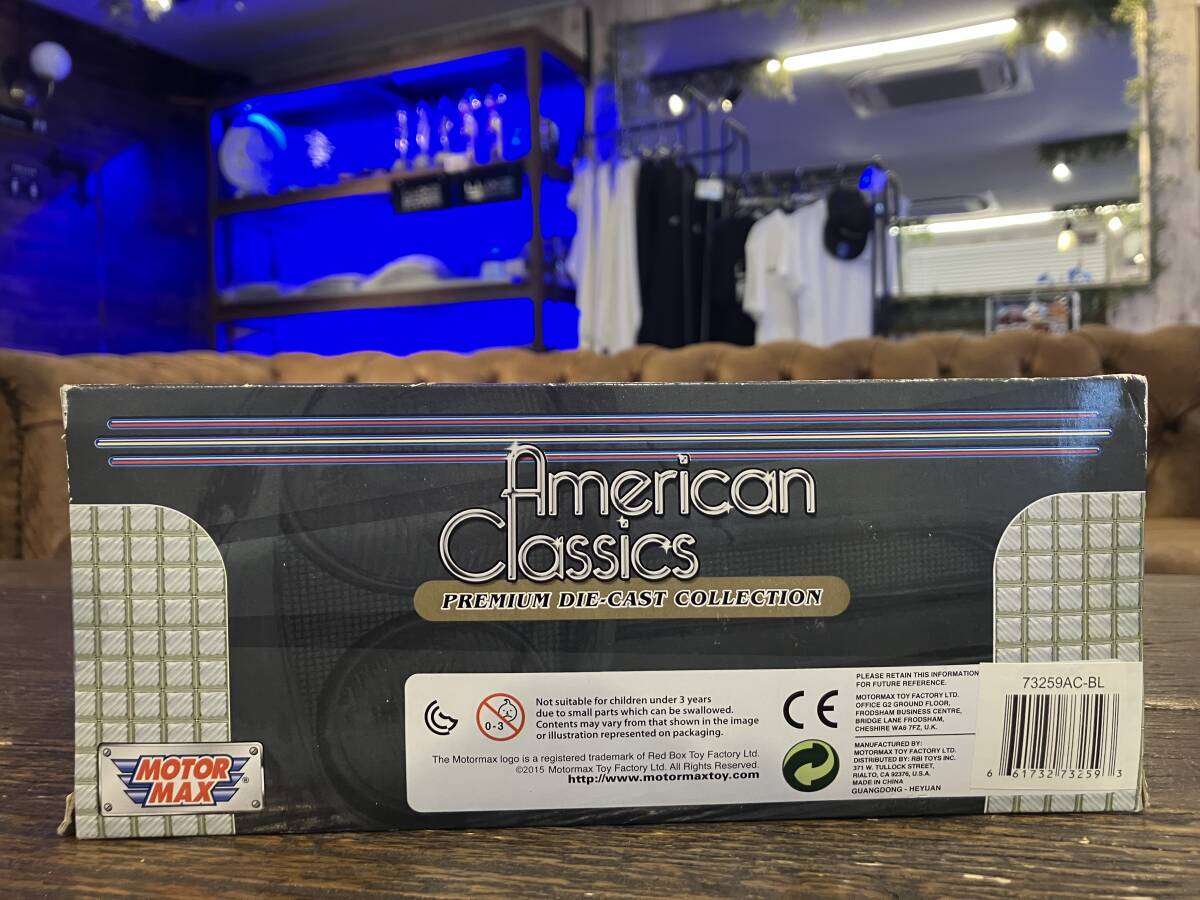 American
Classics
PREMIUM DIE-CAST COLLECTION
MOTOR
MAX
®
0-3
Not suitable for children under 3 years
due to small parts which can be swallowed.
Contents may vary from that shown in the image
or illustration represented on packaging.
The Motormax logo is a registered trademark of Red Box Toy Factory Ltd.
©2015 Motormax Toy Factory Ltd. All Rights Reserved.
http://www.motormaxtoy.com
CE
PLEASE RETAIN THIS INFORMATION
FOR FUTURE REFERENCE.
MOTORMAX TOY FACTORY LTD.
OFFICE G2 GROUND FLOOR,
FRODSHAM BUSINESS CENTRE,
BRIDGE LANE FRODSHAM,
CHESHIRE WA6 7FZ, U.K.
MANUFACTURED BY:
MOTORMAX TOY FACTORY LTD.
DISTRIBUTED BY: RBI TOYS INC.
371 W. TULLOCK STREET,
RIALTO, CA 92376, U.S.A.
MADE IN CHINA
GUANGDONG - HEYUAN
73259AC-BL
6 61732 73259 3